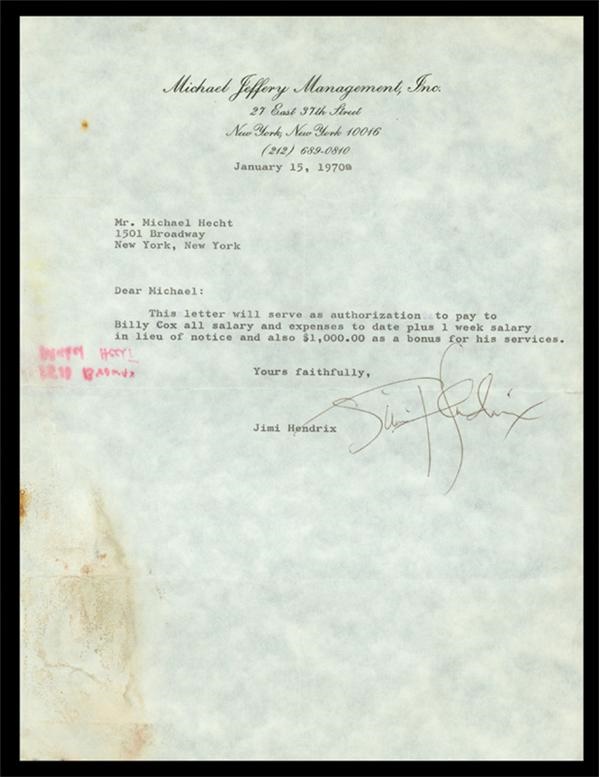 Michael Jeffery Management, Inc.
27 East 37th Street
New York, New York 10016
(212) 689-0810
January 15, 1970
Mr. Michael Hecht
1501 Broadway
New York, New York
Dear Michael:
This letter will serve as authorization to pay to
Billy Cox all salary and expenses to date plus 1 week salary
in lieu of notice and also $1,000.00 as a bonus for his services.
Yours faithfully,
Jimi Hendrix
Jimi Hendrix